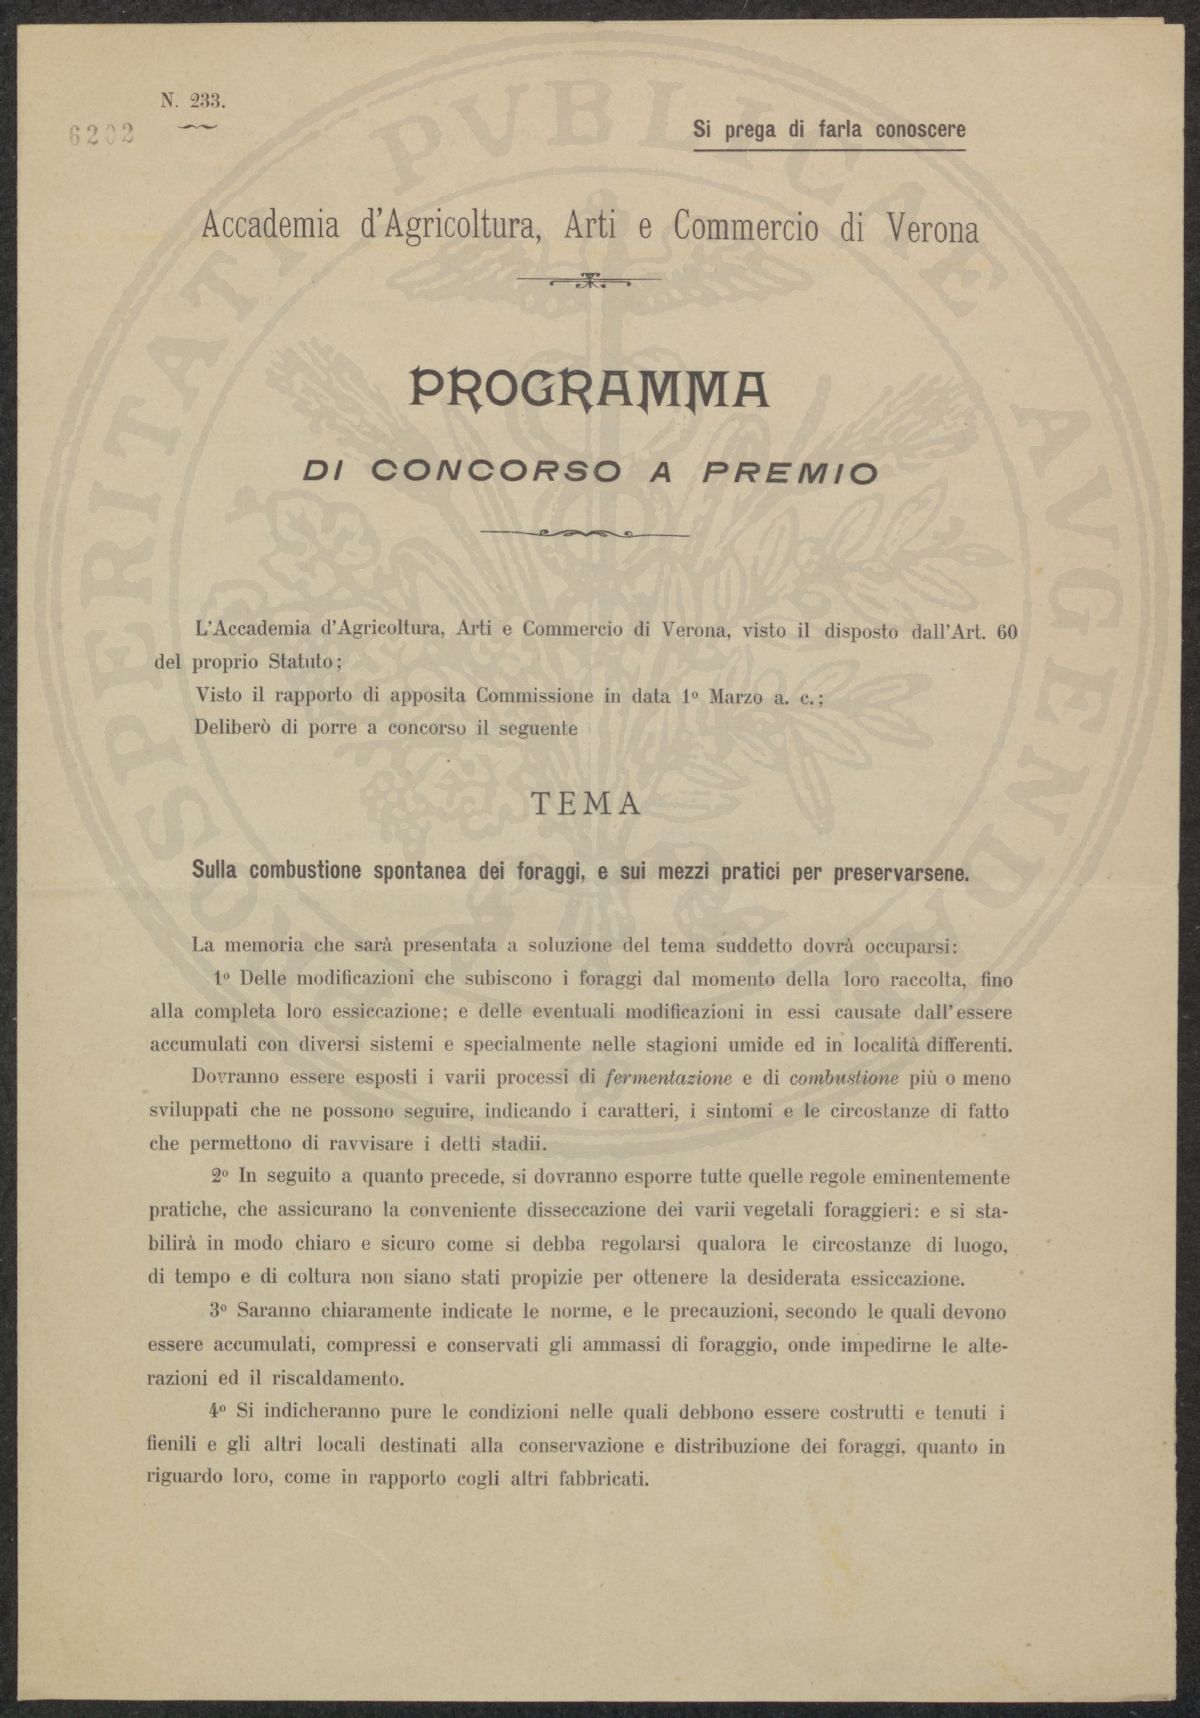 N. 233.
6202
Si prega di farla conoscere
Accademia d'Agricoltura, Arti e Commercio di Verona
PROGRAMMA
DI CONCORSO A PREMIO
L'Accademia d'Agricoltura, Arti e Commercio di Verona, visto il disposto dall'Art. 60
del proprio Statuto;
Visto il rapporto di apposita Commissione in data 1º Marzo a. c.;
Deliberò di porre a concorso il seguente
TEMA
Sulla combustione spontanea dei foraggi, e sui mezzi pratici per preservarsene.
La memoria che sarà presentata a soluzione del tema suddetto dovrà occuparsi:
1º Delle modificazioni che subiscono i foraggi dal momento della loro raccolta, fino
alla completa loro essiccazione; e delle eventuali modificazioni in essi causate dall'essere
accumulati con diversi sistemi e specialmente nelle stagioni umide ed in località differenti.
Dovranno essere esposti i varii processi di fermentazione e di combustione più o meno
sviluppati che ne possono seguire, indicando i caratteri, i sintomi e le circostanze di fatto
che permettono di ravvisare i detti stadii.
2º In seguito a quanto precede, si dovranno esporre tutte quelle regole eminentemente
pratiche, che assicurano la conveniente disseccazione dei varii vegetali foraggieri: e si sta-
bilirà in modo chiaro e sicuro come si debba regolarsi qualora le circostanze di luogo,
di tempo e di coltura non siano stati propizie per ottenere la desiderata essiccazione.
3º Saranno chiaramente indicate le norme, e le precauzioni, secondo le quali devono
essere accumulati, compressi e conservati gli ammassi di foraggio, onde impedirne le alte-
razioni ed il riscaldamento.
4º Si indicheranno pure le condizioni nelle quali debbono essere costrutti e tenuti i
fienili e gli altri locali destinati alla conservazione e distribuzione dei foraggi, quanto in
riguardo loro, come in rapporto cogli altri fabbricati.